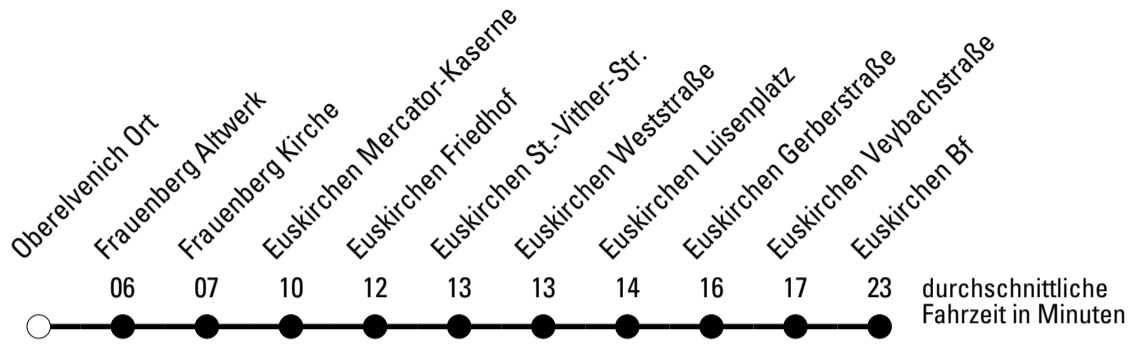 Oberelvenich Ort
Frauenberg Altwerk
Frauenberg Kirche
Euskirchen Mercator-Kaserne
Euskirchen Friedhof
Euskirchen St.-Vither-Str.
Euskirchen Weststraße
Euskirchen Luisenplatz
Euskirchen Gerberstraße
Euskirchen Veybachstraße
Euskirchen Bf
06 07 10 12 13 13 14 16 17 23
durchschnittliche
Fahrzeit in Minuten